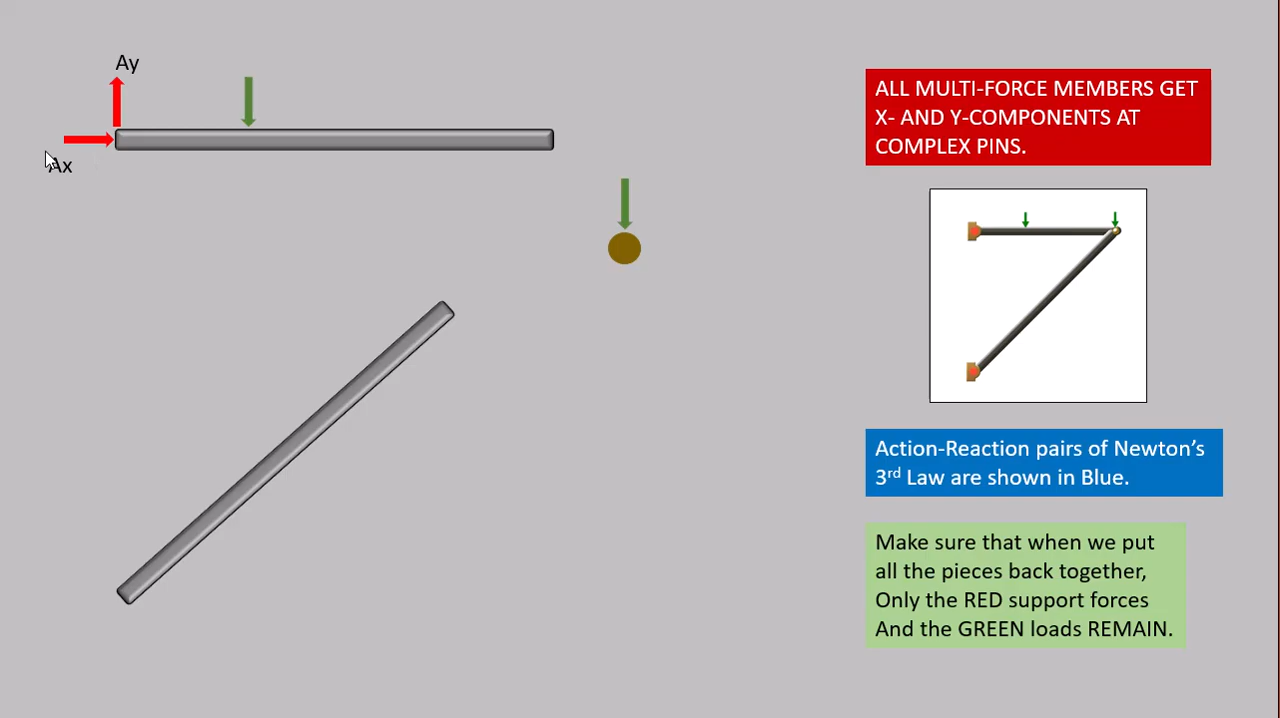 Ay
Ax
ALL MULTI-FORCE MEMBERS GET
X- AND Y-COMPONENTS AT
COMPLEX PINS.
Action-Reaction pairs of Newton’s
3rd Law are shown in Blue.
Make sure that when we put
all the pieces back together,
Only the RED support forces
And the GREEN loads REMAIN.